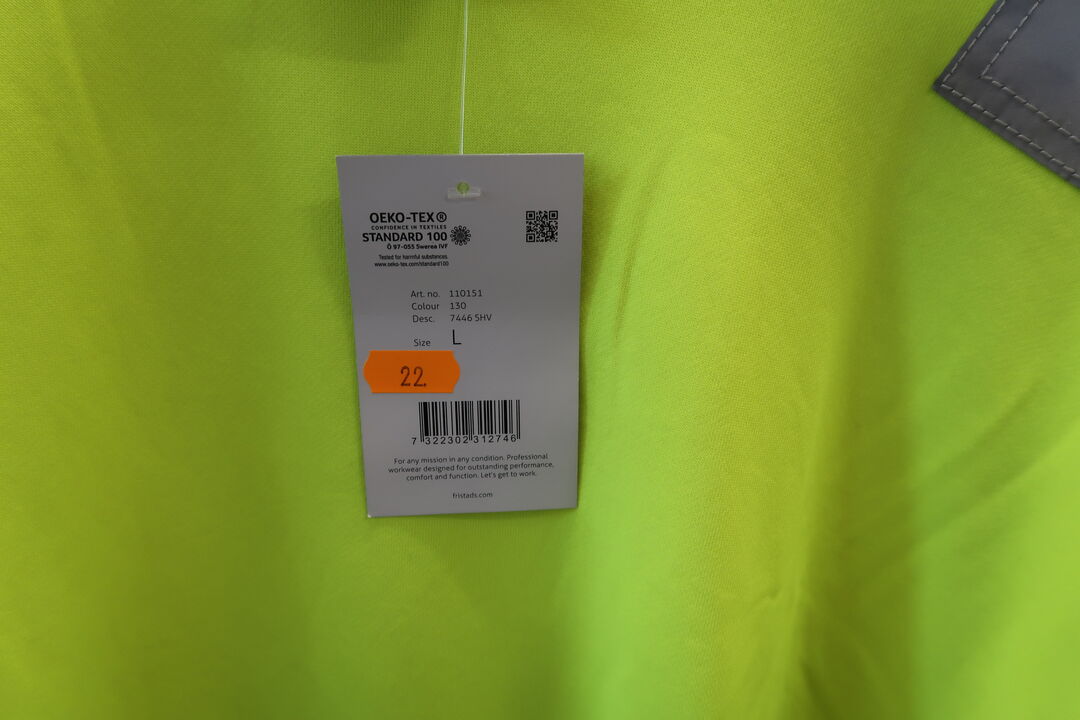 OEKO-TEX®
CONFIDENCE IN TEXTILES
STANDARD 100
Ö 97-055 Swerea IVF
Tested for harmful substances.
www.oeko-tex.com/standard100
Art. no. 110151
Colour 130
Desc. 7446 SHV
Size L
22.
7 322302 312746
For any mission in any condition. Professional
workwear designed for outstanding performance,
comfort and function. Let's get to work.
fristads.com